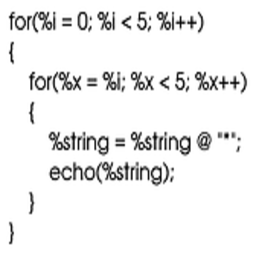 for(%i = 0; %i < 5; %i++)
{
for(%x = %i; %x < 5; %x++)
{
%string = %string @ "*";
echo(%string);
}
}